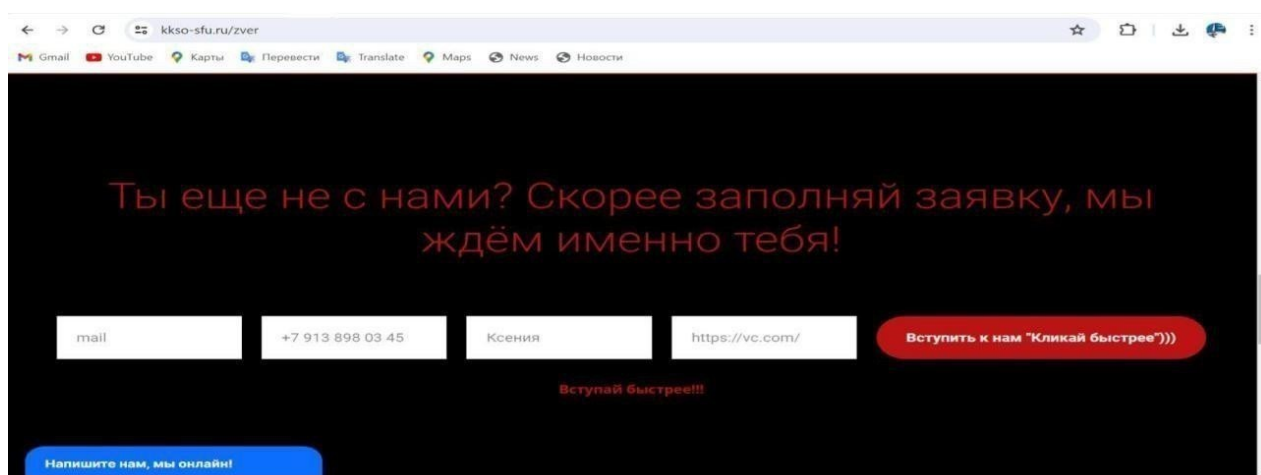 kkso-sfu.ru/zver
Gmail YouTube Карты Перевести Translate Maps News Новости
Ты еще не с нами? Скорее заполняй заявку, мы
ждём именно тебя!
mail +7 913 898 03 45 Ксения https://vc.com/ Вступить к нам "Кликай быстрее")))
Вступай быстрее!!!
Напишите нам, мы онлайн!